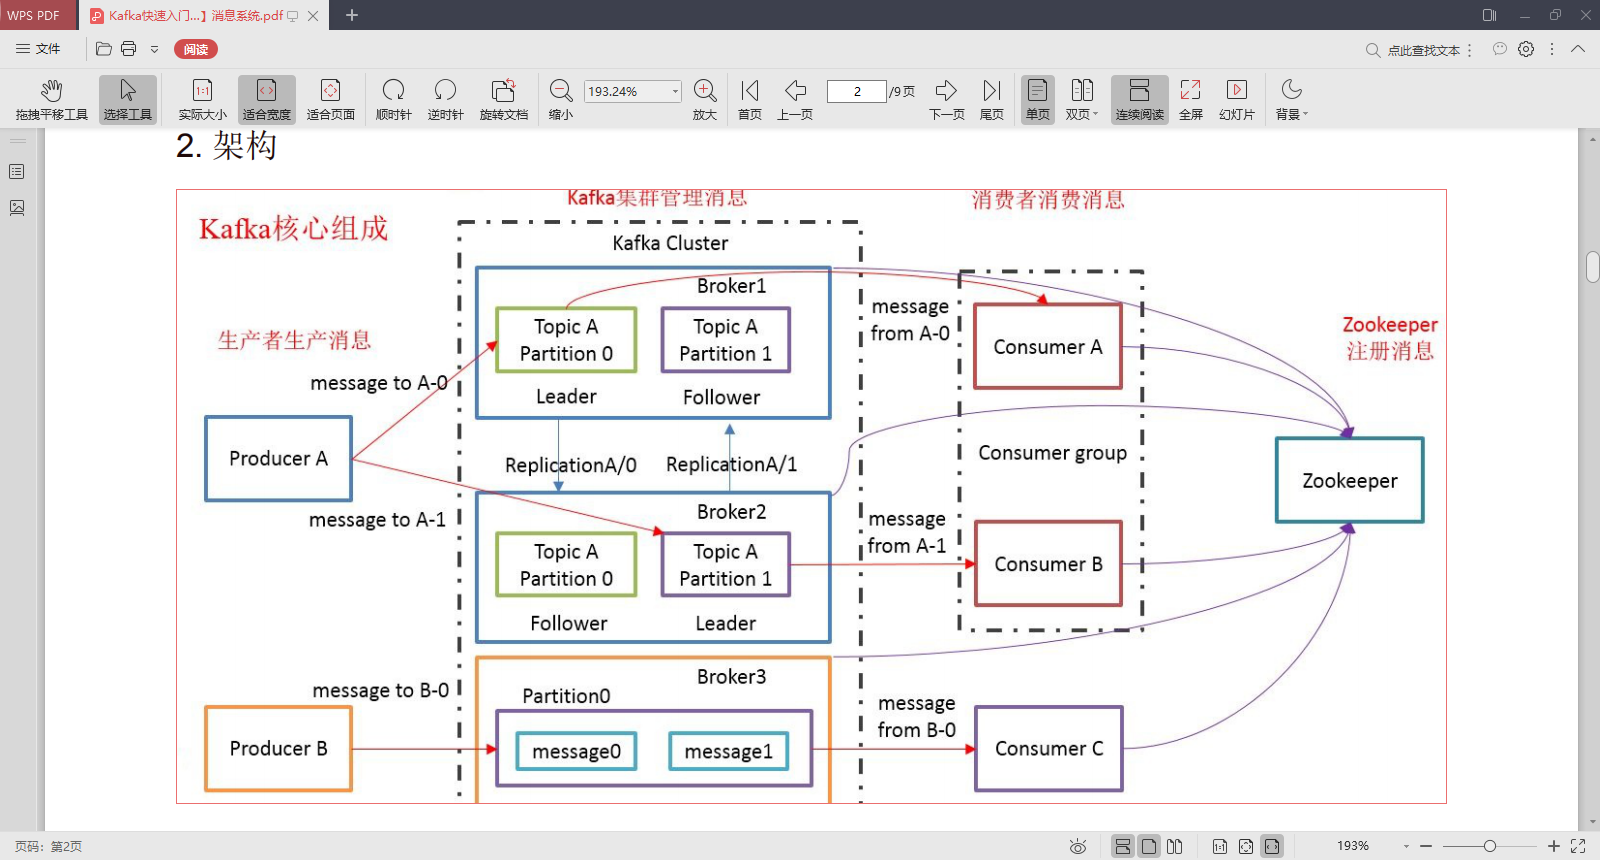 WPS PDF
Kafka快速入门...】消息系统.pdf
文件
阅读
点此查找文本
拖拽平移工具
选择工具
实际大小
适合宽度
适合页面
顺时针
逆时针
旋转文档
缩小
193.24%
放大
首页
上一页
2
/9页
下一页
尾页
单页
双页
连续阅读
全屏
幻灯片
背景
2. 架构
Kafka集群管理消息
消费者消费消息
Kafka核心组成
Kafka Cluster
Broker1
Topic A
Partition 0
Topic A
Partition 1
Leader
Follower
message
from A-0
Consumer A
Zookeeper
注册消息
生产者生产消息
message to A-0
Producer A
ReplicationA/0
ReplicationA/1
Consumer group
Zookeeper
message to A-1
Broker2
Topic A
Partition 0
Topic A
Partition 1
Follower
Leader
message
from A-1
Consumer B
Broker3
message to B-0
Partition0
Producer B
message0
message1
message
from B-0
Consumer C
页码: 第2页
193%